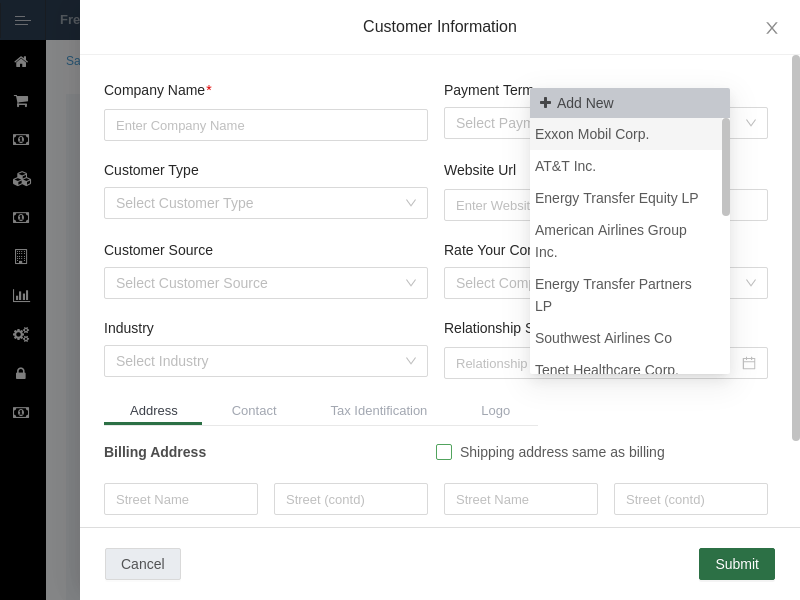 Customer Information
Company Name*
Enter Company Name
Payment Term
Select Paym
Add New
Exxon Mobil Corp.
AT&T Inc.
Energy Transfer Equity LP
American Airlines Group
Inc.
Energy Transfer Partners
LP
Southwest Airlines Co
Tenet Healthcare Corp.
Customer Type
Select Customer Type
Website Url
Enter Websit
Customer Source
Select Customer Source
Rate Your Con
Select Comp
Industry
Select Industry
Relationship S
Relationship
Address
Contact
Tax Identification
Logo
Billing Address
Shipping address same as billing
Street Name
Street (contd)
Street Name
Street (contd)
Cancel
Submit
Fre
Sa